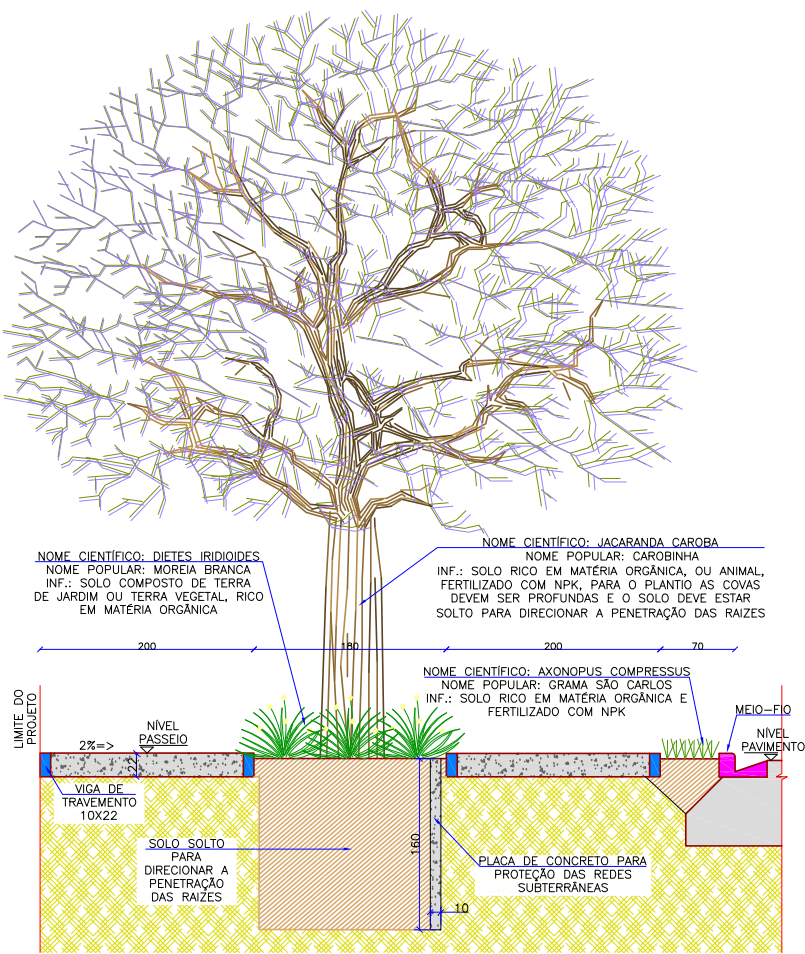 NOME CIENTÍFICO: JACARANDA CAROBA
NOME POPULAR: CAROBINHA
INF.: SOLO RICO EM MATÉRIA ORGÂNICA, OU ANIMAL,
FERTILIZADO COM NPK, PARA O PLANTIO AS COVAS
DEVEM SER PROFUNDAS E O SOLO DEVE ESTAR
SOLTO PARA DIRECIONAR A PENETRAÇÃO DAS RAIZES
NOME CIENTÍFICO: DIETES IRIDIOIDES
NOME POPULAR: MOREIA BRANCA
INF.: SOLO COMPOSTO DE TERRA
DE JARDIM OU TERRA VEGETAL, RICO
EM MATÉRIA ORGÂNICA
200
180
200
70
NOME CIENTÍFICO: AXONOPUS COMPRESSUS
NOME POPULAR: GRAMA SÃO CARLOS
INF.: SOLO RICO EM MATÉRIA ORGÂNICA E
FERTILIZADO COM NPK
LIMITE DO
PROJETO
2%=>
NÍVEL
PASSEIO
22
MEIO-FIO
NÍVEL
PAVIMENTO
VIGA DE
TRAVEMENTO
10X22
SOLO SOLTO
PARA
DIRECIONAR A
PENETRAÇÃO
DAS RAIZES
160
10
PLACA DE CONCRETO PARA
PROTEÇÃO DAS REDES
SUBTERRÂNEAS